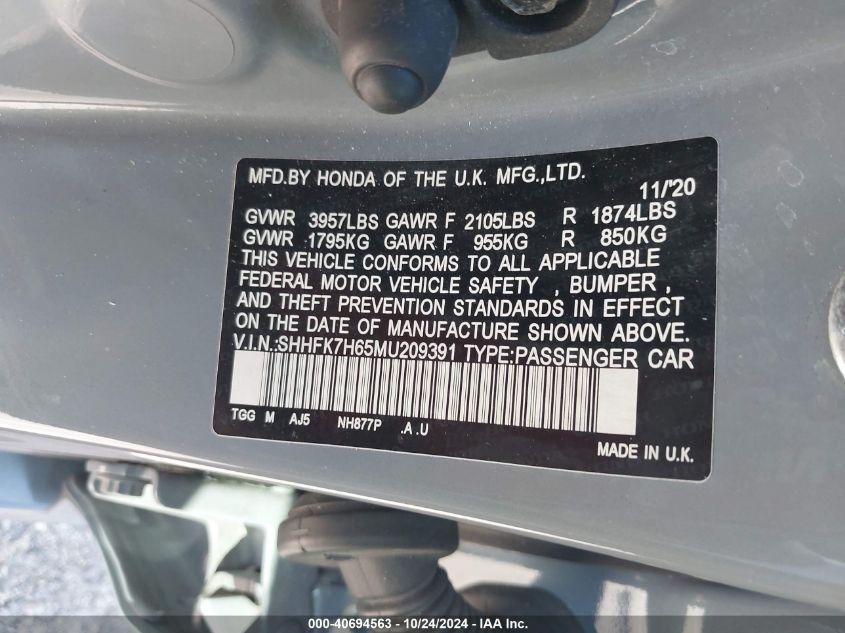 MFD.BY HONDA OF THE U.K. MFG.,LTD.
11/'20
GVWR 3957LBS GAWR F 2105LBS R 1874LBS
GVWR 1795KG GAWR F 955KG R 850KG
THIS VEHICLE CONFORMS TO ALL APPLICABLE
FEDERAL MOTOR VEHICLE SAFETY , BUMPER ,
AND THEFT PREVENTION STANDARDS IN EFFECT
ON THE DATE OF MANUFACTURE SHOWN ABOVE.
V.I.N.:SHHFK7H65MU209391 TYPE:PASSENGER CAR
TGG M AJ5 NH877P .A .U
MADE IN U.K.
000-40694563 - 10/24/2024 - IAA Inc.